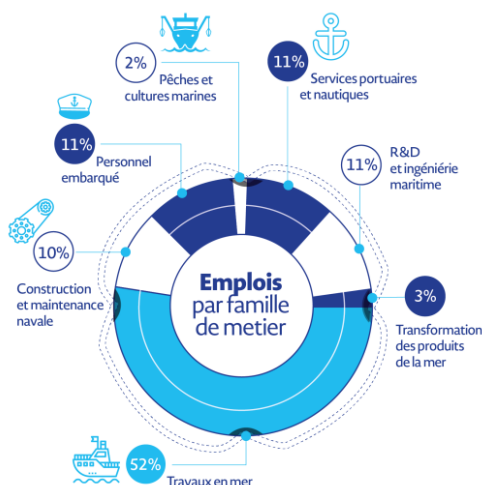 2%
Pêches et
cultures marines
11%
Services portuaires
et nautiques
11%
Personnel
embarqué
11%
R&D
et ingéniérie
maritime
10%
Construction
et maintenance
navale
Emplois
par famille
de metier
3%
Transformation
des produits
de la mer
52%
Travaux en mer